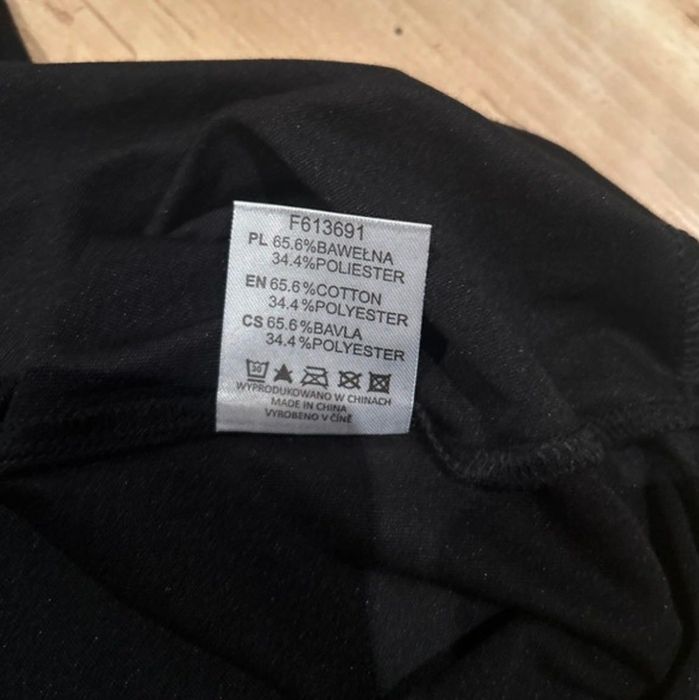 F613691
PL 65.6%BAWEŁNA
34.4%POLIESTER
EN 65.6%COTTON
34.4%POLYESTER
CS 65.6%BAVLA
34.4%POLYESTER
30
WYPRODUKOWANO W CHINACH
MADE IN CHINA
VYROBENO V ČÍNĚ